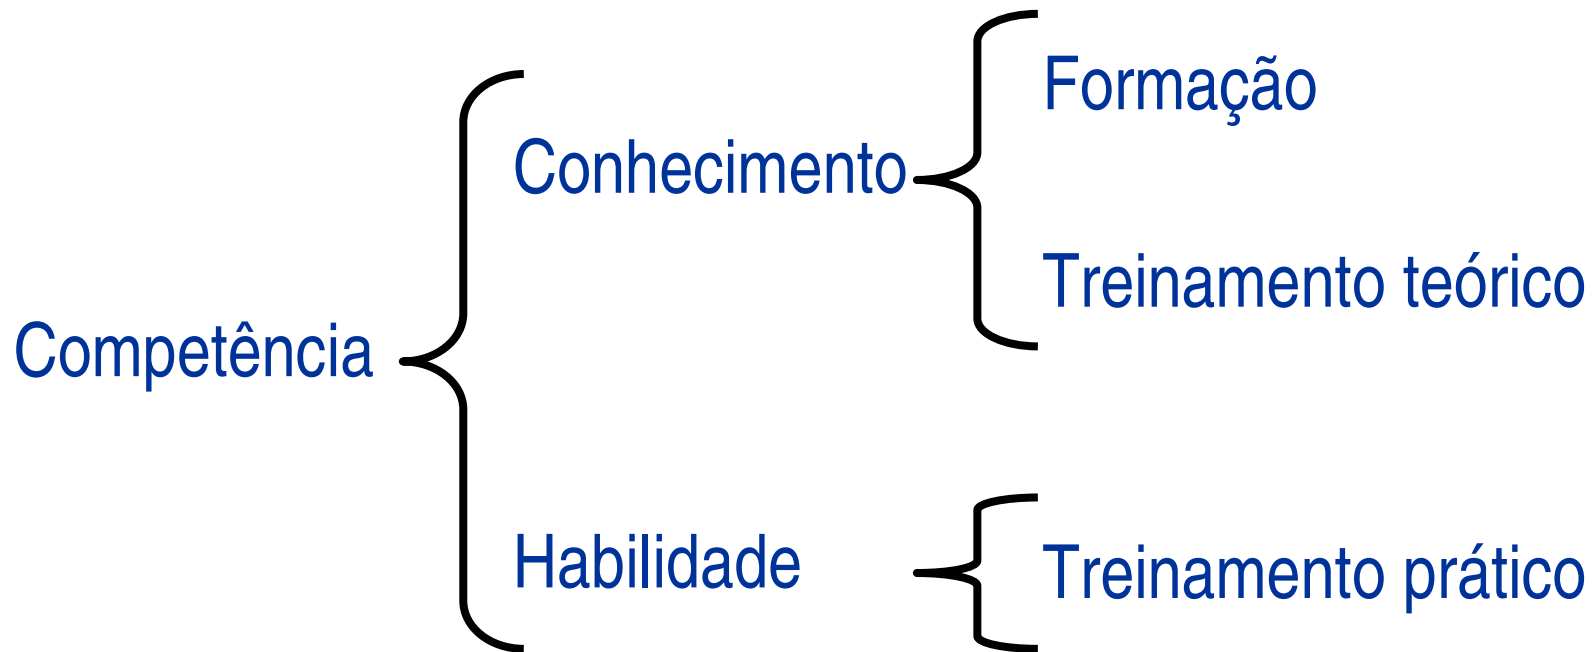 Formação
Conhecimento
Treinamento teórico
Competência
Habilidade
Treinamento prático